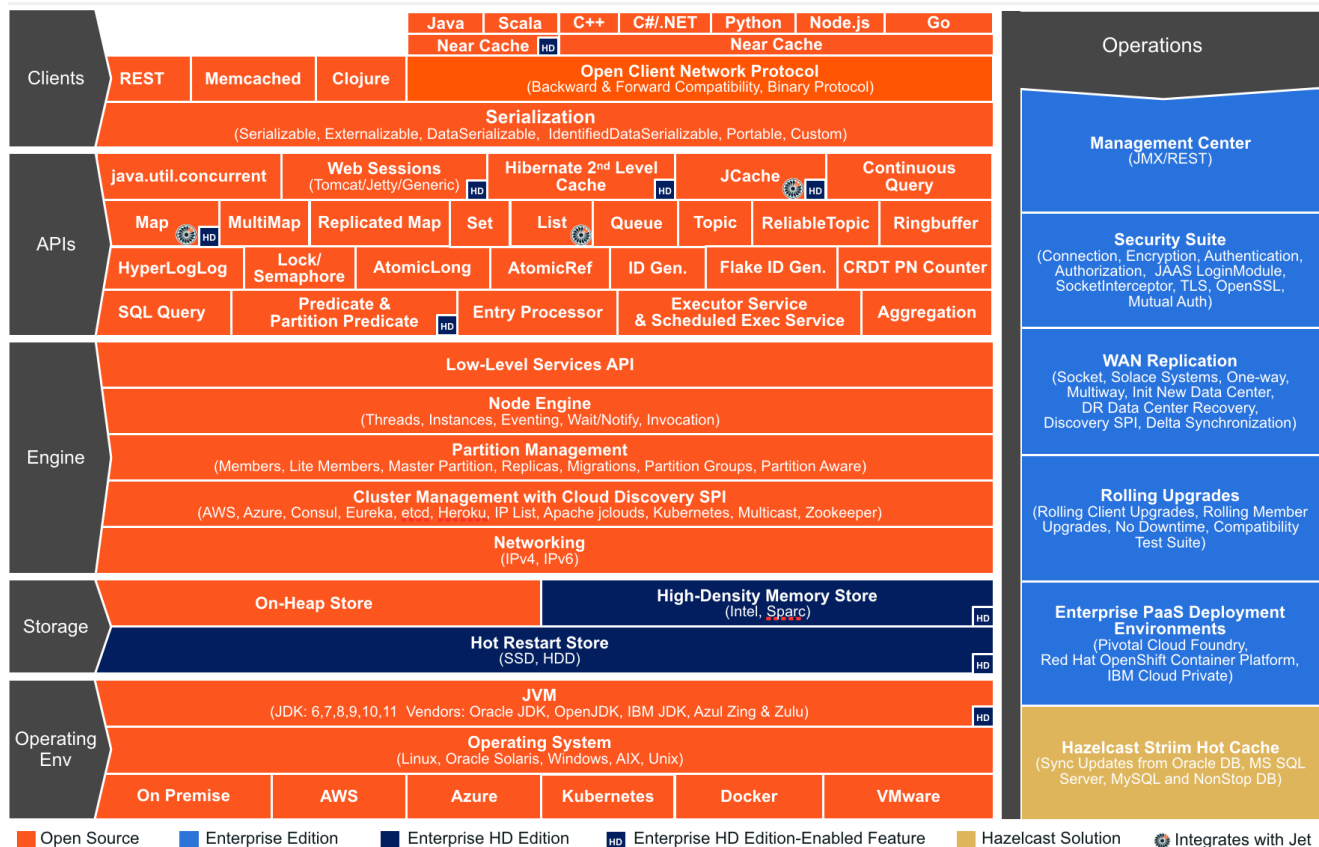 Java Scala C++ C#/.NET Python Node.js Go
Near Cache HD Near Cache
Clients
REST Memcached Clojure
Open Client Network Protocol
(Backward & Forward Compatibility, Binary Protocol)
Serialization
(Serializable, Externalizable, DataSerializable, IdentifiedDataSerializable, Portable, Custom)
APIs
java.util.concurrent
Web Sessions
(Tomcat/Jetty/Generic) HD
Hibernate 2nd Level
Cache HD
JCache HD
Continuous
Query
Map HD MultiMap Replicated Map Set List Queue Topic ReliableTopic Ringbuffer
HyperLogLog
Lock/
Semaphore
AtomicLong AtomicRef ID Gen. Flake ID Gen. CRDT PN Counter
SQL Query
Predicate &
Partition Predicate HD
Entry Processor
Executor Service
& Scheduled Exec Service
Aggregation
Engine
Low-Level Services API
Node Engine
(Threads, Instances, Eventing, Wait/Notify, Invocation)
Partition Management
(Members, Lite Members, Master Partition, Replicas, Migrations, Partition Groups, Partition Aware)
Cluster Management with Cloud Discovery SPI
(AWS, Azure, Consul, Eureka, etcd, Heroku, IP List, Apache jclouds, Kubernetes, Multicast, Zookeeper)
Networking
(IPv4, IPv6)
Storage
On-Heap Store
High-Density Memory Store
(Intel, Sparc)
HD
Hot Restart Store
(SSD, HDD)
HD
Operating
Env
JVM
(JDK: 6,7,8,9,10,11 Vendors: Oracle JDK, OpenJDK, IBM JDK, Azul Zing & Zulu)
HD
Operating System
(Linux, Oracle Solaris, Windows, AIX, Unix)
On Premise AWS Azure Kubernetes Docker VMware
Operations
Management Center
(JMX/REST)
Security Suite
(Connection, Encryption, Authentication,
Authorization, JAAS LoginModule,
SocketInterceptor, TLS, OpenSSL,
Mutual Auth)
WAN Replication
(Socket, Solace Systems, One-way,
Multiway, Init New Data Center,
DR Data Center Recovery,
Discovery SPI, Delta Synchronization)
Rolling Upgrades
(Rolling Client Upgrades, Rolling Member
Upgrades, No Downtime, Compatibility
Test Suite)
Enterprise PaaS Deployment
Environments
(Pivotal Cloud Foundry,
Red Hat OpenShift Container Platform,
IBM Cloud Private)
Hazelcast Striim Hot Cache
(Sync Updates from Oracle DB, MS SQL
Server, MySQL and NonStop DB)
Open Source Enterprise Edition Enterprise HD Edition HD Enterprise HD Edition-Enabled Feature Hazelcast Solution Integrates with Jet